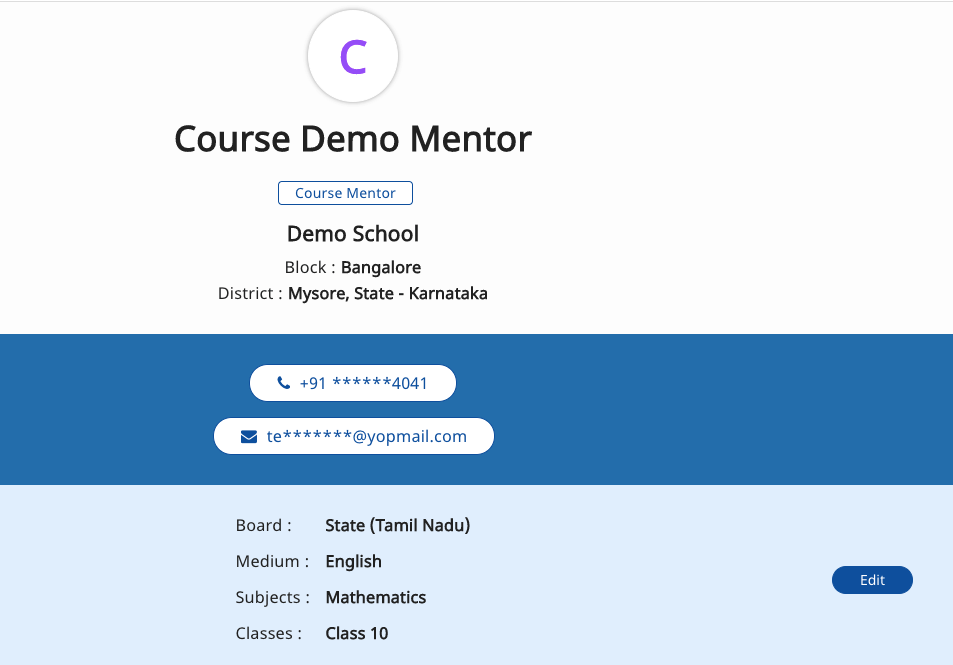 C
Course Demo Mentor
Course Mentor
Demo School
Block : Bangalore
District : Mysore, State - Karnataka
+91 ******4041
te*******@yopmail.com
Board : State (Tamil Nadu)
Medium : English
Edit
Subjects : Mathematics
Classes : Class 10